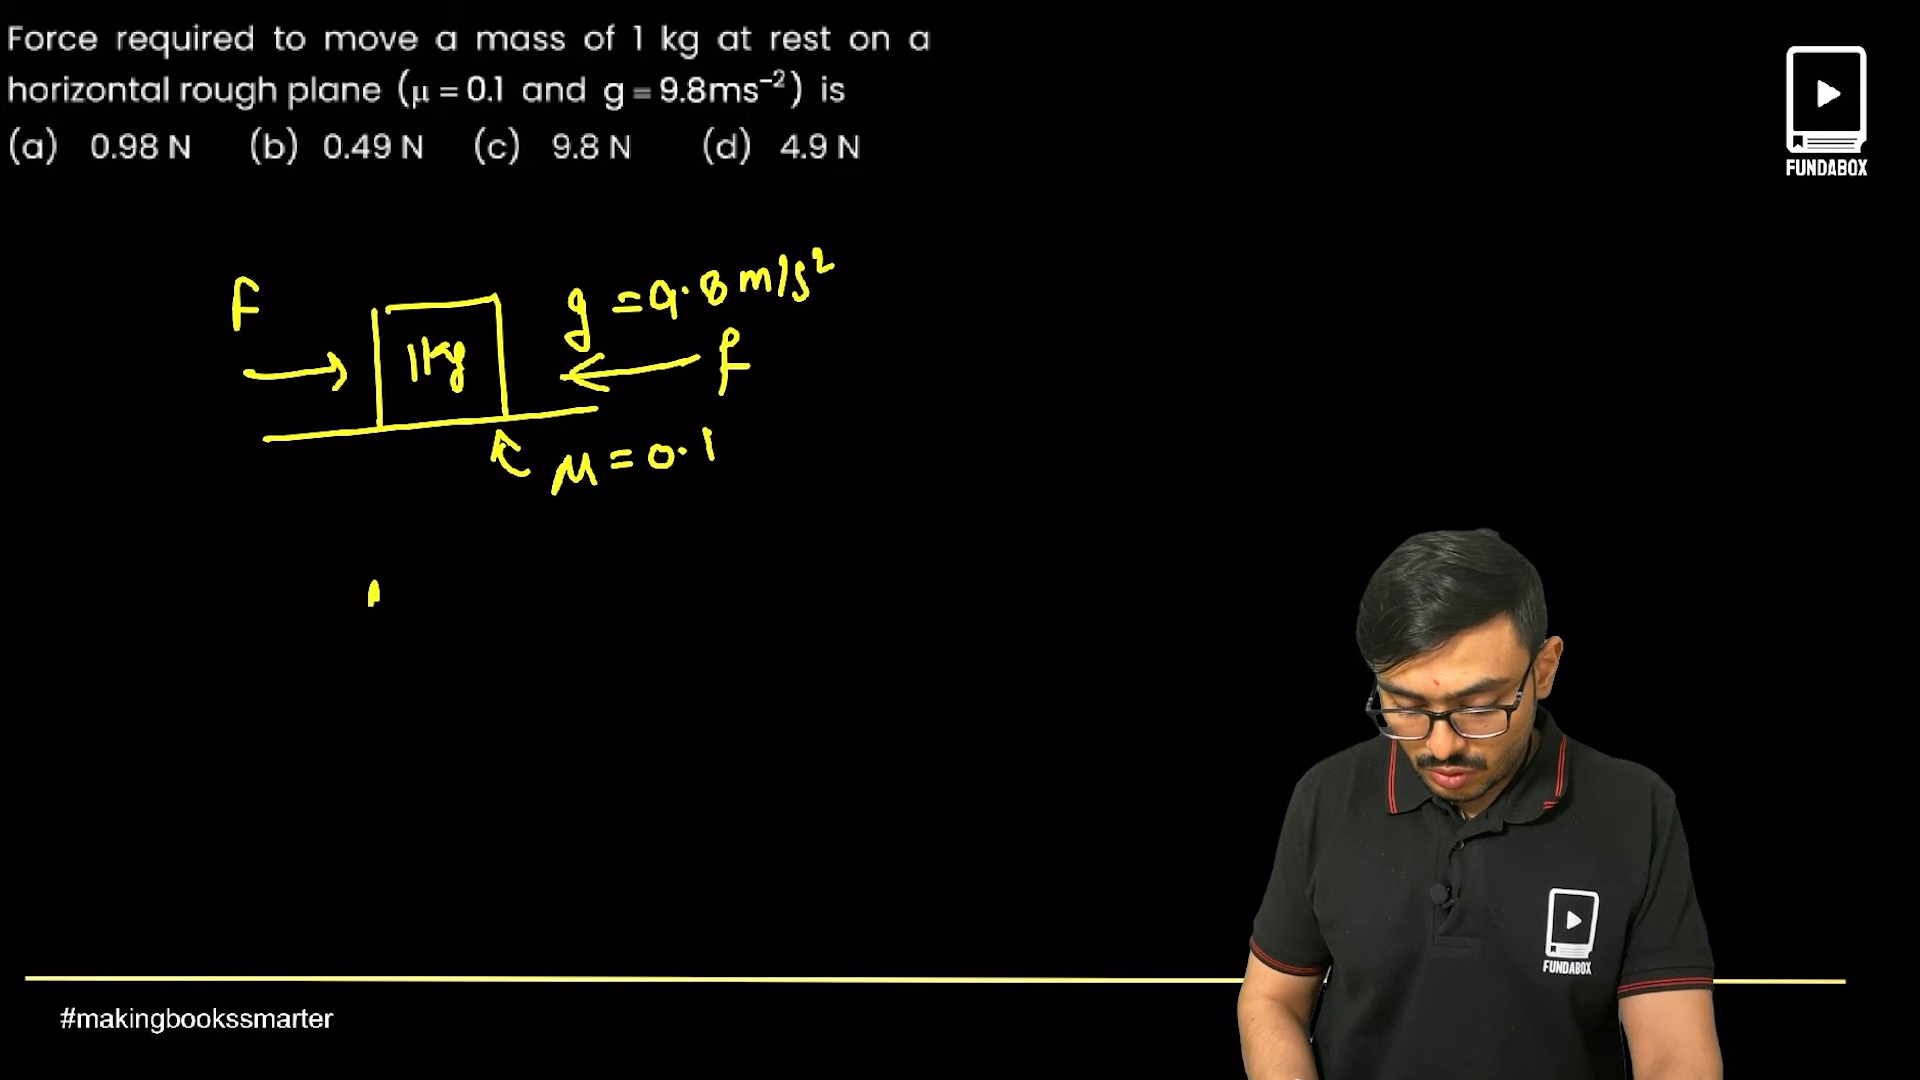 Force required to move a mass of 1 kg at rest on a
horizontal rough plane (μ = 0.1 and g = 9.8ms⁻²) is
(a) 0.98 N (b) 0.49 N (c) 9.8 N (d) 4.9 N
FUNDABOX
F
1kg
g = 9.8 m/s²
f
μ = 0.1
FUNDABOX
#makingbookssmarter